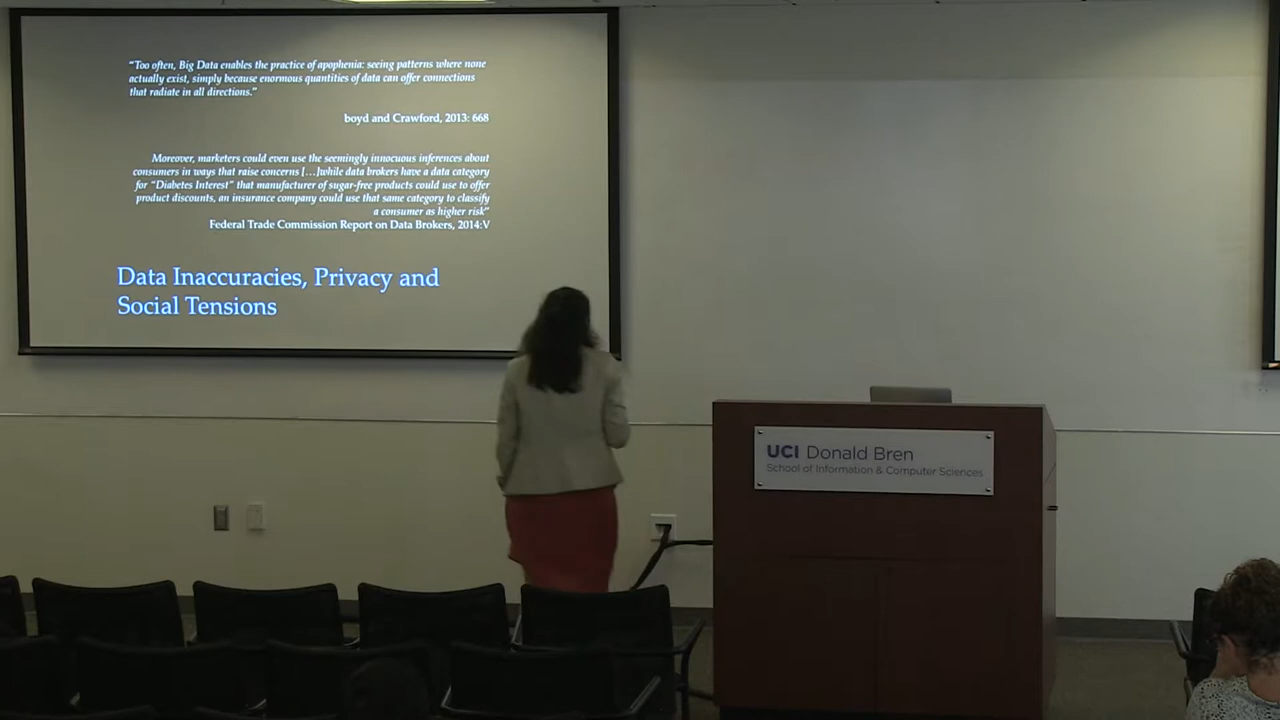 “Too often, Big Data enables the practice of apophenia: seeing patterns where none
actually exist, simply because enormous quantities of data can offer connections
that radiate in all directions.”
boyd and Crawford, 2013: 668
Moreover, marketers could even use the seemingly innocuous inferences about
consumers in ways that raise concerns [...]while data brokers have a data category
for “Diabetes Interest” that manufacturer of sugar-free products could use to offer
product discounts, an insurance company could use that same category to classify
a consumer as higher risk”
Federal Trade Commission Report on Data Brokers, 2014:V
Data Inaccuracies, Privacy and
Social Tensions
UCI Donald Bren
School of Information & Computer Sciences